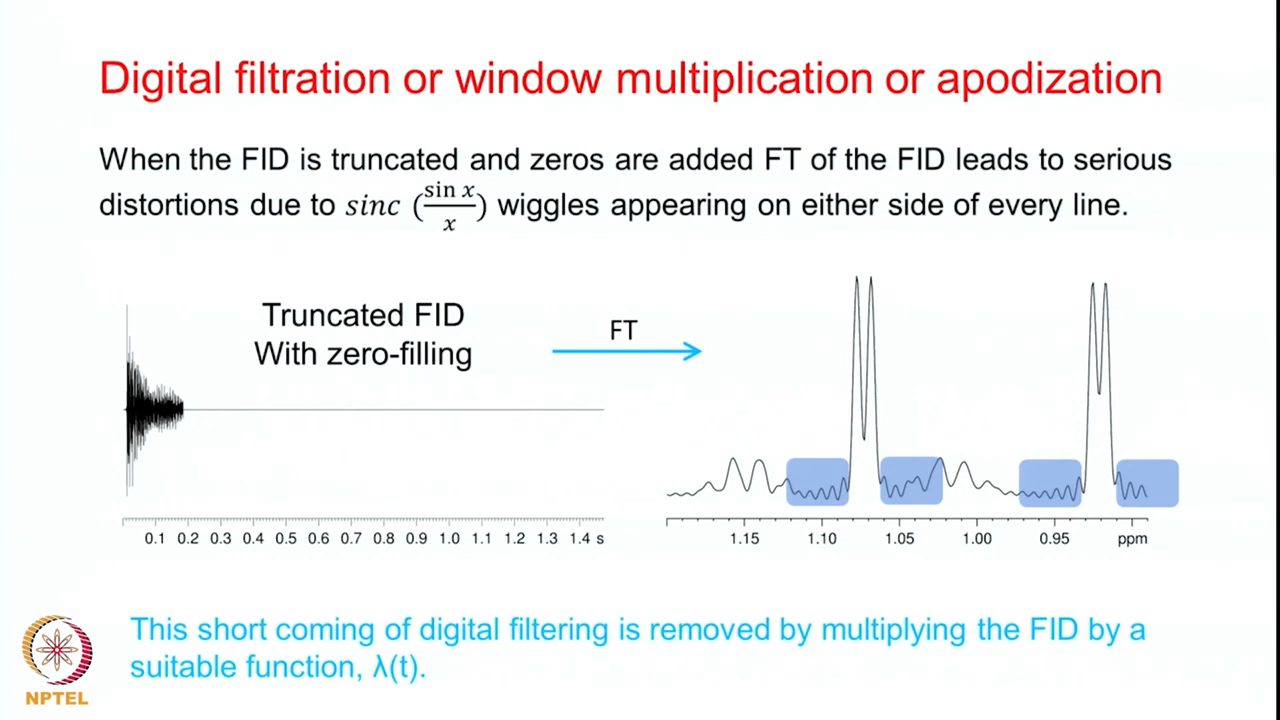 Digital filtration or window multiplication or apodization
When the FID is truncated and zeros are added FT of the FID leads to serious
distortions due to sinc (sin x / x) wiggles appearing on either side of every line.
Truncated FID
With zero-filling
FT
0.1 0.2 0.3 0.4 0.5 0.6 0.7 0.8 0.9 1.0 1.1 1.2 1.3 1.4 s
1.15 1.10 1.05 1.00 0.95 ppm
This short coming of digital filtering is removed by multiplying the FID by a
suitable function, λ(t).
NPTEL